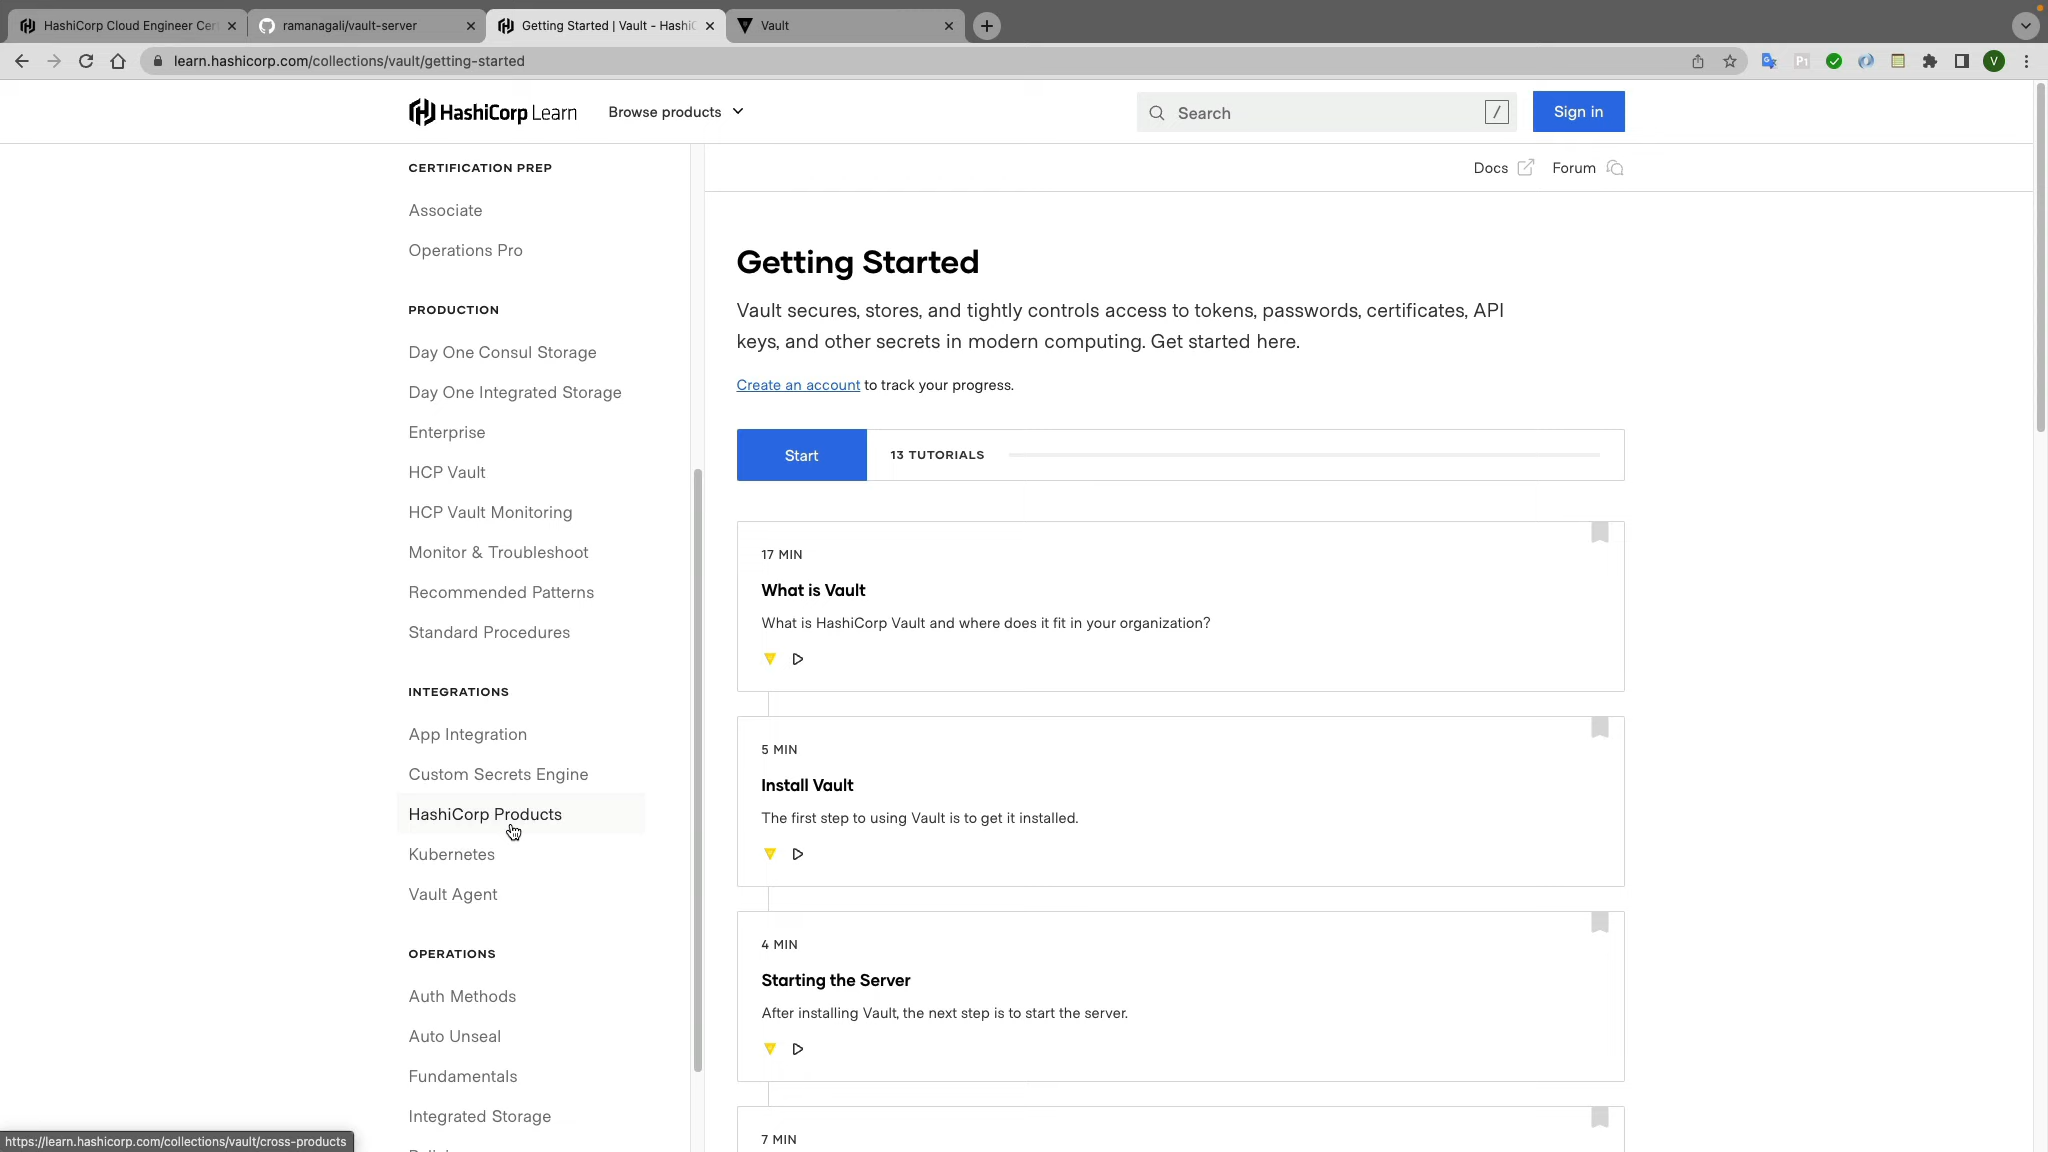 HashiCorp Cloud Engineer Cer
ramanagali/vault-server
Getting Started | Vault - HashiC
Vault
learn.hashicorp.com/collections/vault/getting-started
V
HashiCorp Learn
Browse products
Search
/
Sign in
CERTIFICATION PREP
Associate
Operations Pro
PRODUCTION
Day One Consul Storage
Day One Integrated Storage
Enterprise
HCP Vault
HCP Vault Monitoring
Monitor & Troubleshoot
Recommended Patterns
Standard Procedures
INTEGRATIONS
App Integration
Custom Secrets Engine
HashiCorp Products
Kubernetes
Vault Agent
OPERATIONS
Auth Methods
Auto Unseal
Fundamentals
Integrated Storage
https://learn.hashicorp.com/collections/vault/cross-products
Docs
Forum
Getting Started
Vault secures, stores, and tightly controls access to tokens, passwords, certificates, API
keys, and other secrets in modern computing. Get started here.
Create an account to track your progress.
Start
13 TUTORIALS
17 MIN
What is Vault
What is HashiCorp Vault and where does it fit in your organization?
5 MIN
Install Vault
The first step to using Vault is to get it installed.
4 MIN
Starting the Server
After installing Vault, the next step is to start the server.
7 MIN